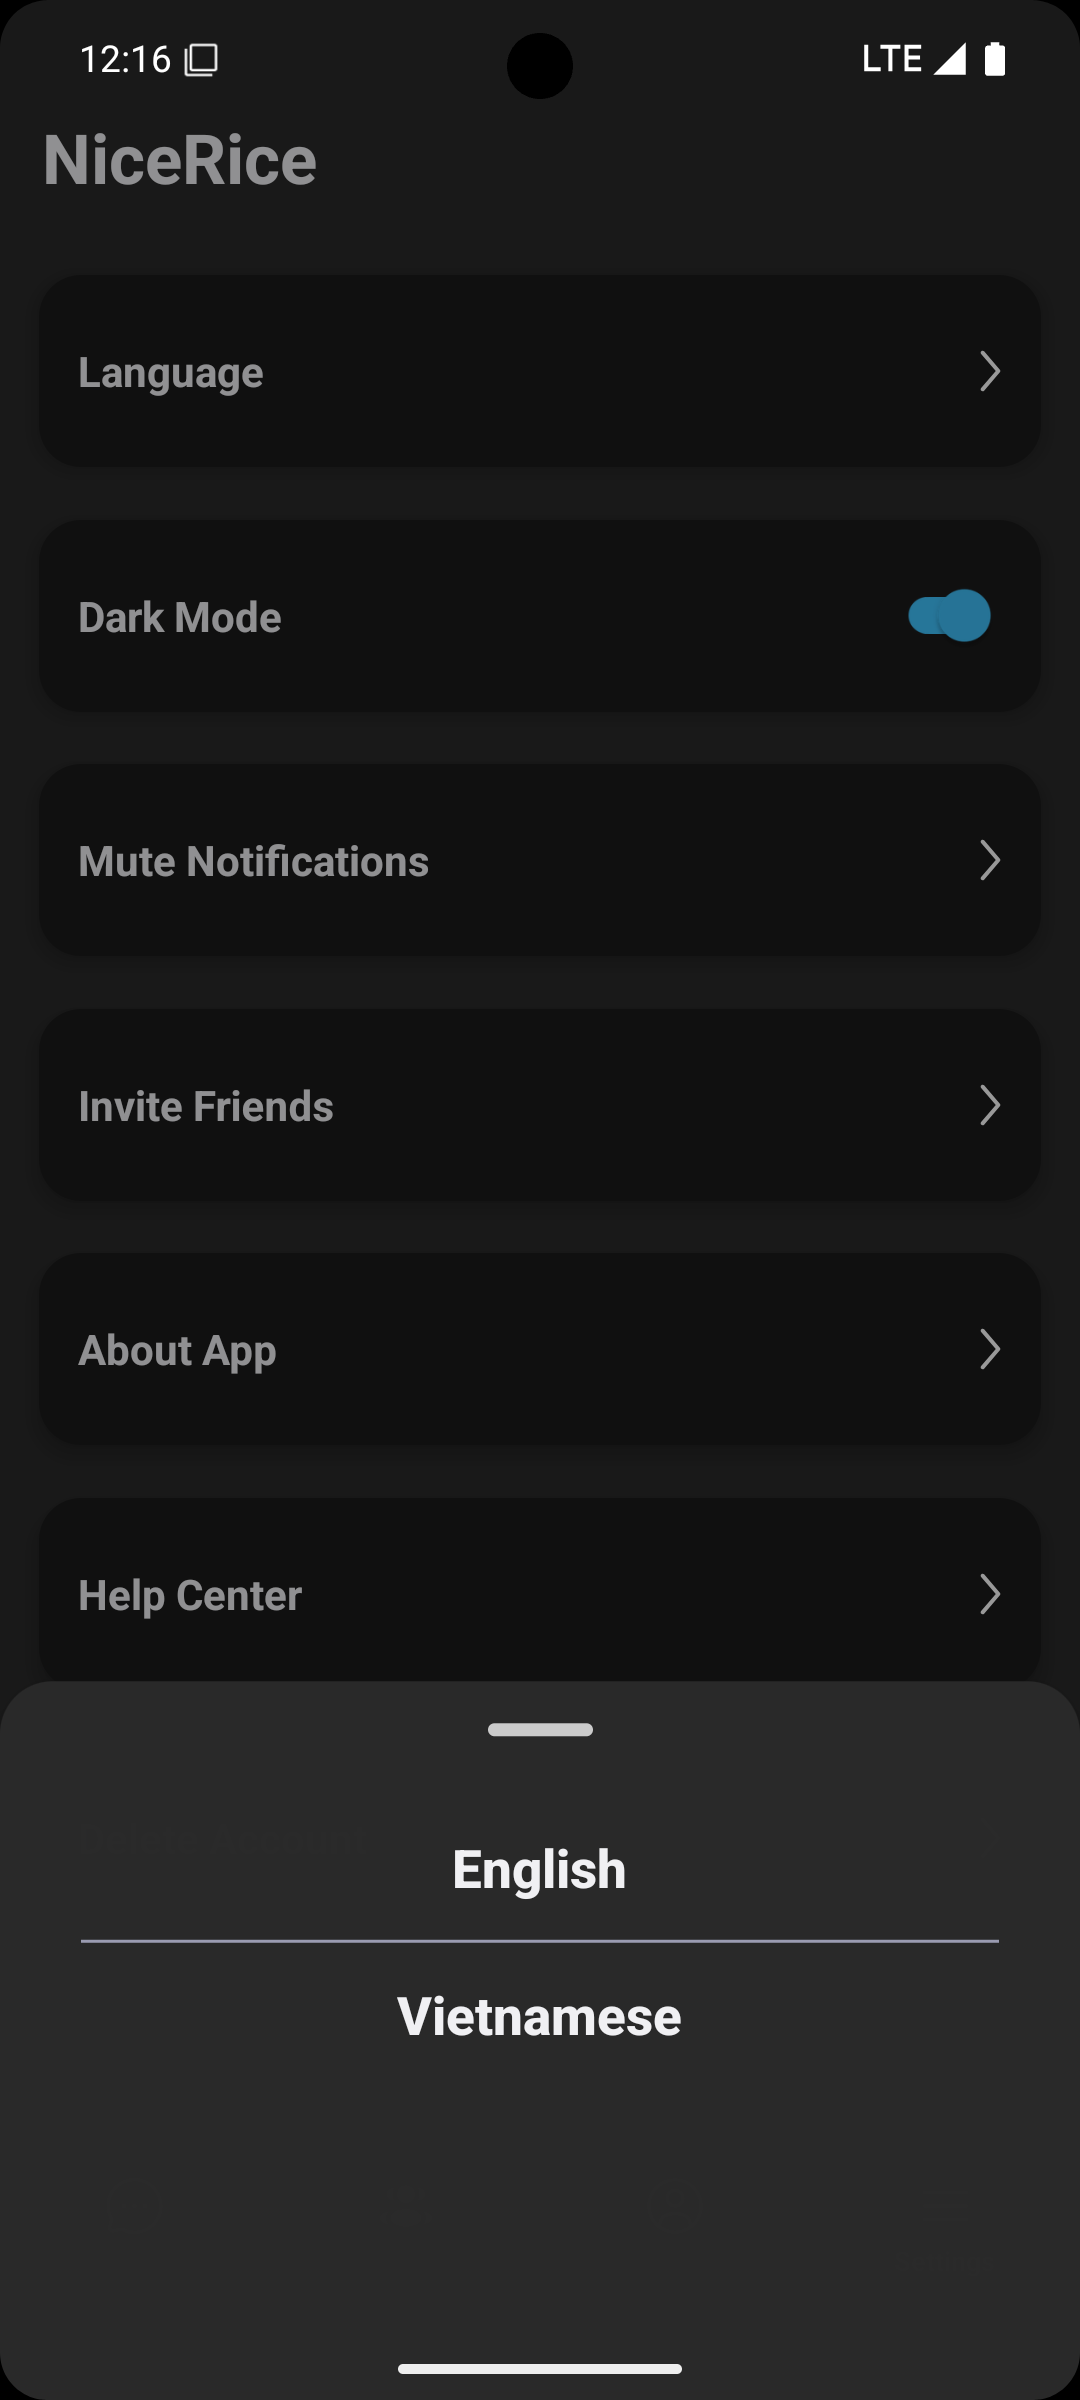 12:16
LTE
NiceRice
Language
Dark Mode
Mute Notifications
Invite Friends
About App
Help Center
English
Vietnamese